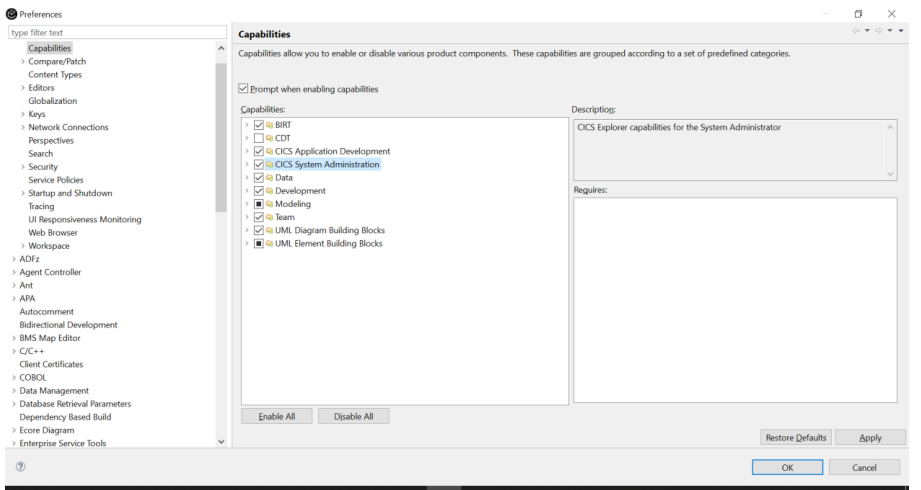 Preferences
type filter text
Capabilities
Compare/Patch
Content Types
Editors
Globalization
Keys
Network Connections
Perspectives
Search
Security
Service Policies
Startup and Shutdown
Tracing
UI Responsiveness Monitoring
Web Browser
Workspace
ADFz
Agent Controller
Ant
APA
Autocomment
Bidirectional Development
BMS Map Editor
C/C++
Client Certificates
COBOL
Data Management
Database Retrieval Parameters
Dependency Based Build
Ecore Diagram
Enterprise Service Tools
Capabilities
Capabilities allow you to enable or disable various product components. These capabilities are grouped according to a set of predefined categories.
Prompt when enabling capabilities
Capabilities:
BIRT
CDT
CICS Application Development
CICS System Administration
Data
Development
Modeling
Team
UML Diagram Building Blocks
UML Element Building Blocks
Description:
CICS Explorer capabilities for the System Administrator
Requires:
Enable All
Disable All
Restore Defaults
Apply
OK
Cancel